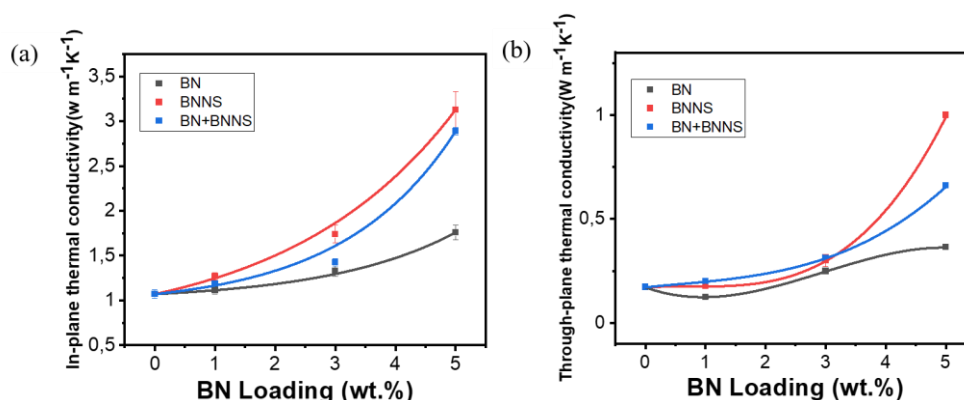 (a)
In-plane thermal conductivity(W m⁻¹K⁻¹)
3,5
3
2,5
2
1,5
1
0,5
BN
BNNS
BN+BNNS
0 1 2 3 4 5
BN Loading (wt.%)
(b)
Through-plane thermal conductivity(W m⁻¹K⁻¹)
1
0,5
0
BN
BNNS
BN+BNNS
0 1 2 3 4 5
BN Loading (wt.%)